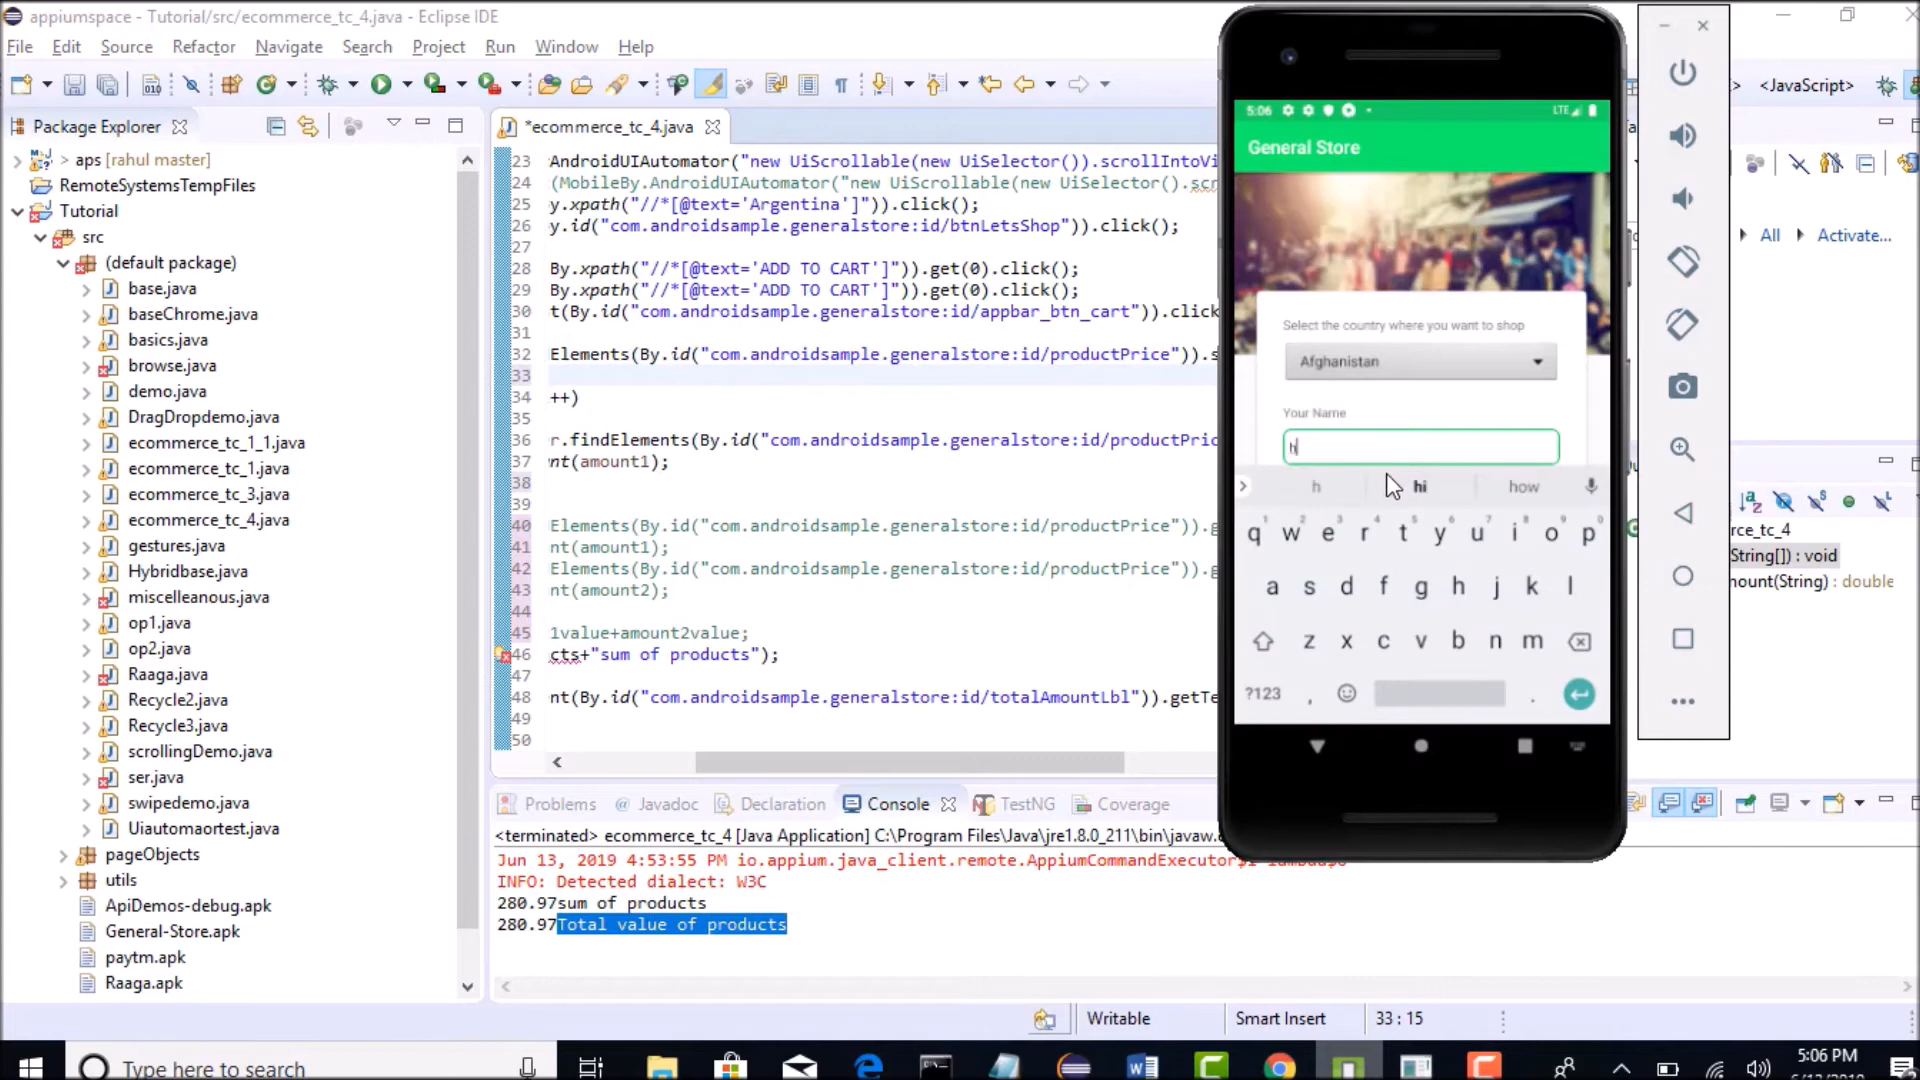 appiumspace - Tutorial/src/ecommerce_tc_4.java - Eclipse IDE
File Edit Source Refactor Navigate Search Project Run Window Help
<JavaScript>
Package Explorer
> aps [rahul master]
RemoteSystemsTempFiles
Tutorial
src
(default package)
base.java
baseChrome.java
basics.java
browse.java
demo.java
DragDropdemo.java
ecommerce_tc_1_1.java
ecommerce_tc_1.java
ecommerce_tc_3.java
ecommerce_tc_4.java
gestures.java
Hybridbase.java
miscelleanous.java
op1.java
op2.java
Raaga.java
Recycle2.java
Recycle3.java
scrollingDemo.java
ser.java
swipedemo.java
Uiautomaortest.java
pageObjects
utils
ApiDemos-debug.apk
General-Store.apk
paytm.apk
Raaga.apk
*ecommerce_tc_4.java
23 AndroidUIAutomator("new UiScrollable(new UiSelector()).scrollIntoVi
24 (MobileBy.AndroidUIAutomator("new UiScrollable(new UiSelector().scr
25 y.xpath("//*[@text='Argentina']")).click();
26 y.id("com.androidsample.generalstore:id/btnLetsShop")).click();
28 By.xpath("//*[@text='ADD TO CART']")).get(0).click();
29 By.xpath("//*[@text='ADD TO CART']")).get(0).click();
30 t(By.id("com.androidsample.generalstore:id/appbar_btn_cart")).click
31
32 Elements(By.id("com.androidsample.generalstore:id/productPrice")).s
33
34 ++)
35
36 r.findElements(By.id("com.androidsample.generalstore:id/productPric
37 nt(amount1);
38
39
40 Elements(By.id("com.androidsample.generalstore:id/productPrice")).g
41 nt(amount1);
42 Elements(By.id("com.androidsample.generalstore:id/productPrice")).g
43 nt(amount2);
44
45 1value+amount2value;
46 cts+"sum of products");
47
48 nt(By.id("com.androidsample.generalstore:id/totalAmountLbl")).getTe
49
50
Problems @ Javadoc Declaration Console TestNG Coverage
<terminated> ecommerce_tc_4 [Java Application] C:\Program Files\Java\jre1.8.0_211\bin\javaw.
Jun 13, 2019 4:53:55 PM io.appium.java_client.remote.AppiumCommandExecutor
INFO: Detected dialect: W3C
280.97sum of products
280.97Total value of products
Writable Smart Insert 33 : 15
5:06 LTE
General Store
Select the country where you want to shop
Afghanistan
Your Name
h
h hi how
q1 w2 e3 r4 t5 y6 u7 i8 o9 p0
a s d f g h j k l
z x c v b n m
?123 , .
All Activate...
rce_tc_4
String[]) : void
mount(String) : double
Type here to search
5:06 PM